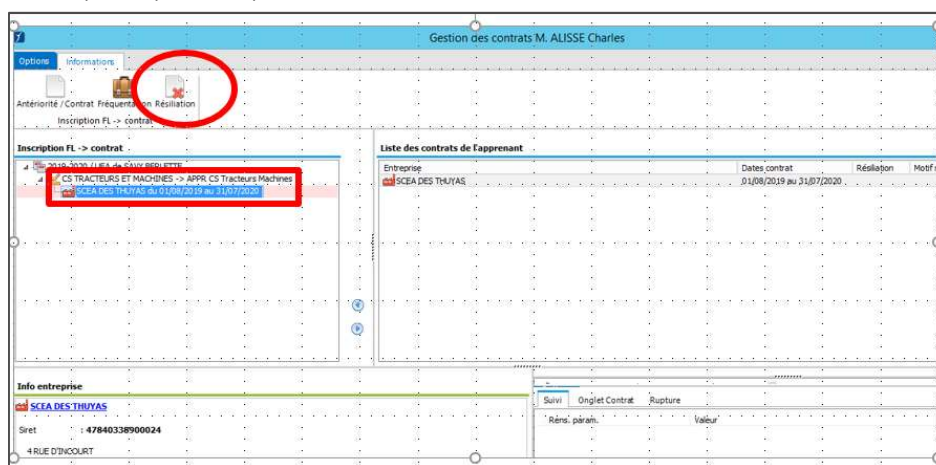 Gestion des contrats M. ALISSE Charles
Options Informations
Antériorité / Contrat Fréquentation Résiliation
Inscription FL -> contrat
Inscription FL -> contrat
2019-2020 / UFA de SAVY BERLETTE
CS TRACTEURS ET MACHINES -> APPR CS Tracteurs Machines
SCEA DES THUYAS du 01/08/2019 au 31/07/2020
Liste des contrats de l'apprenant
Entreprise Dates contrat Résiliation Motif
SCEA DES THUYAS 01/08/2019 au 31/07/2020
Info entreprise
SCEA DES THUYAS
Siret : 47840338900024
4 RUE D'INCOURT
Suivi Onglet Contrat Rupture
Rens. param. Valeur